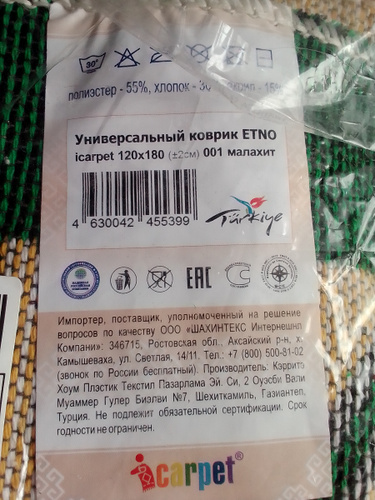 30°
полиэстер - 55%, хлопок - 30
Универсальный коврик ETNO
icarpet 120x180 (±2см) 001 малахит
4 630042 455399
Türkiye
EAC
Импортер, поставщик, уполномоченный на решение
вопросов по качеству ООО «ШАХИНТЕКС Интернешнл
Компани»: 346715, Ростовская обл., Аксайский р-н, х.
Камышеваха, ул. Светлая, 14/11. Тел.: +7 (800) 500-81-02
(звонок по России бесплатный). Производитель: Кэррито
Хоум Плэстик Текстил Пазарлама Эй. Си, 2 Оузсби Вали
Муаммер Гулер Бизлви №7, Шехиткамиль, Газиантеп,
Турция. Не подлежит обязательной сертификации. Срок
годности не ограничен.
icarpet®